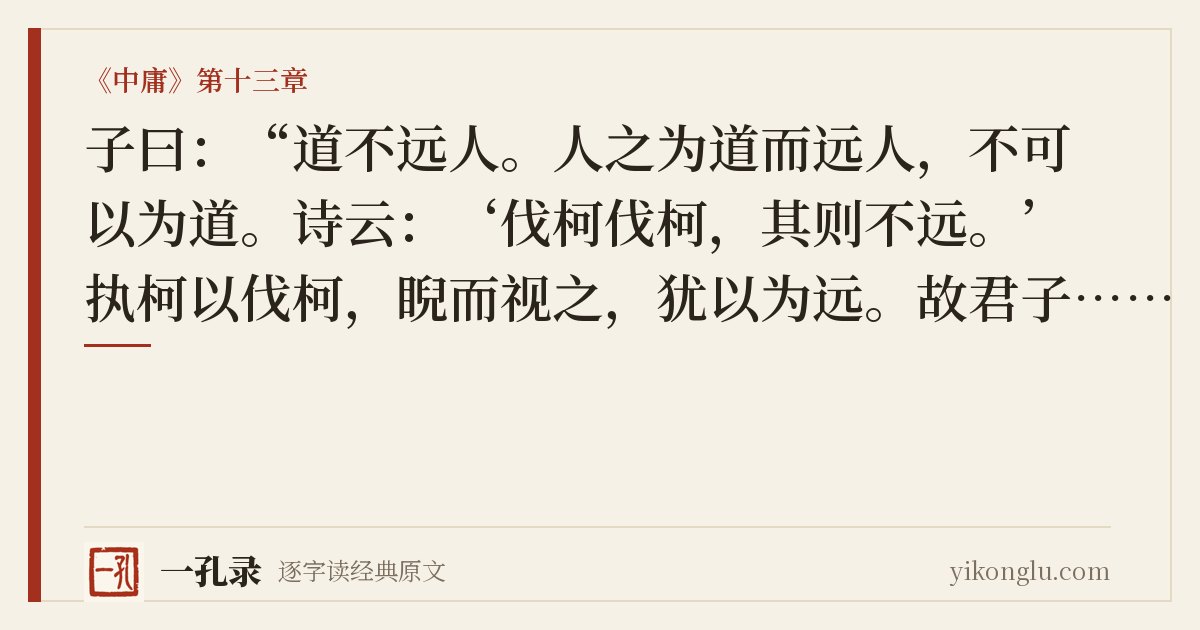 《中庸》第十三章
子曰：“道不远人。人之为道而远人，不可
以为道。诗云：‘伐柯伐柯，其则不远。’
执柯以伐柯，睨而视之，犹以为远。故君子……
一孔
一孔录 逐字读经典原文 yikonglu.com